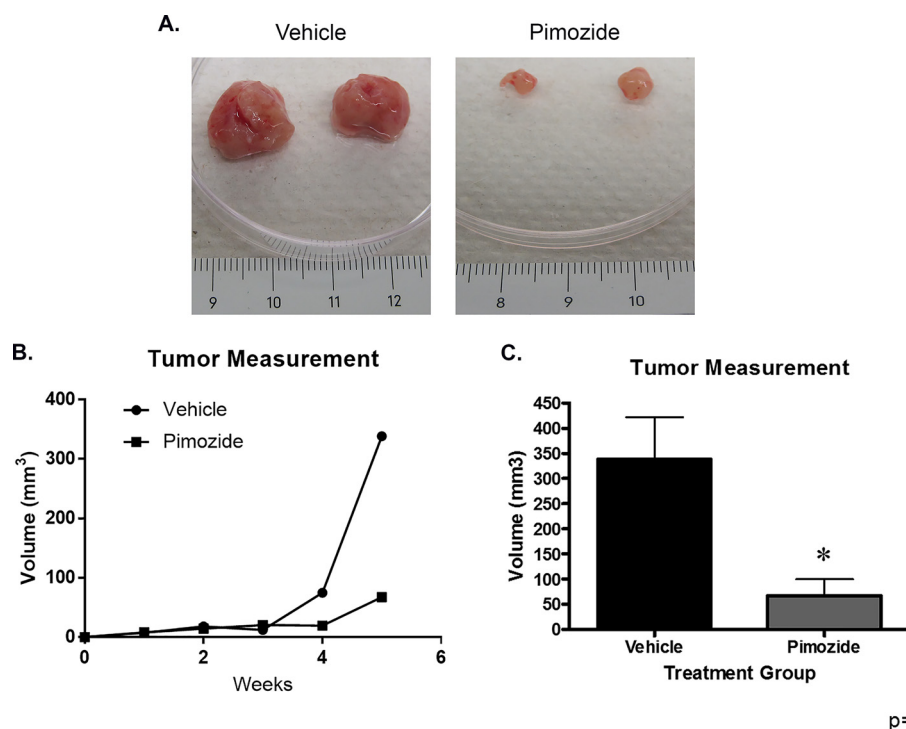 A.
Vehicle
Pimozide
9 10 11 12
8 9 10
B.
Tumor Measurement
Volume (mm³)
400
300
200
100
0
Vehicle
Pimozide
0 2 4 6
Weeks
C.
Tumor Measurement
Volume (mm3)
450
400
350
300
250
200
150
100
50
0
*
Vehicle Pimozide
Treatment Group
p=